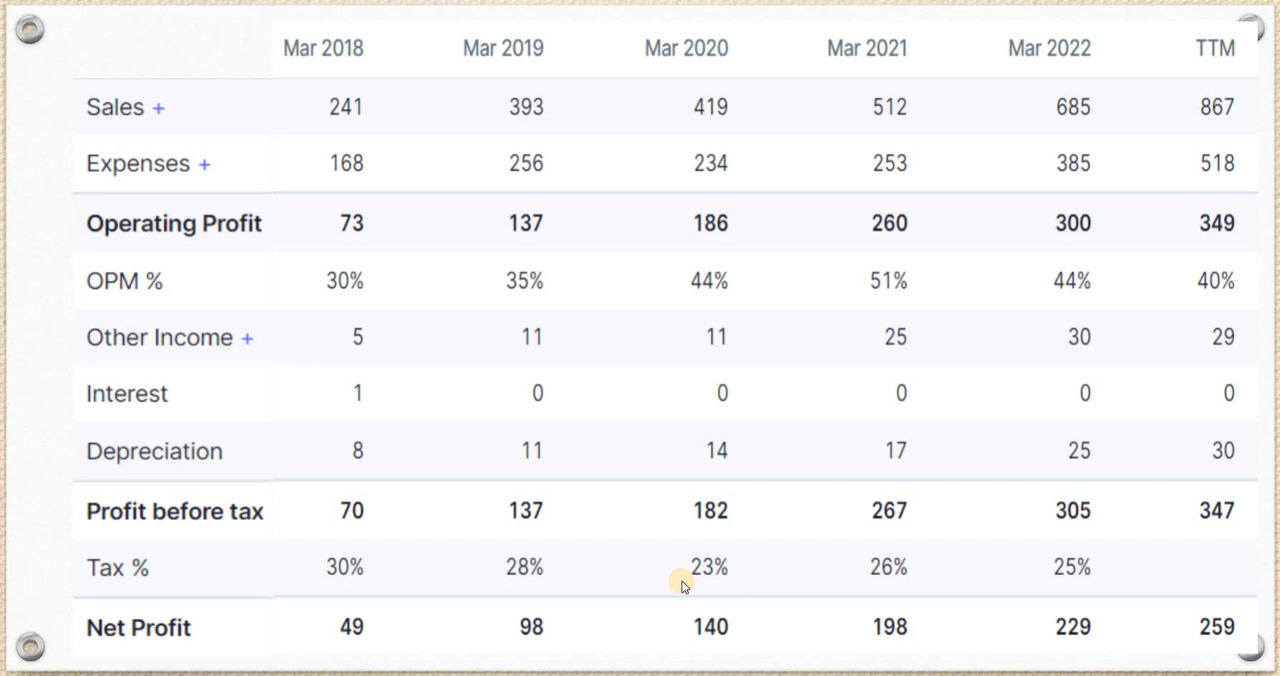 Mar 2018 Mar 2019 Mar 2020 Mar 2021 Mar 2022 TTM
Sales + 241 393 419 512 685 867
Expenses + 168 256 234 253 385 518
Operating Profit 73 137 186 260 300 349
OPM % 30% 35% 44% 51% 44% 40%
Other Income + 5 11 11 25 30 29
Interest 1 0 0 0 0 0
Depreciation 8 11 14 17 25 30
Profit before tax 70 137 182 267 305 347
Tax % 30% 28% 23% 26% 25%
Net Profit 49 98 140 198 229 259